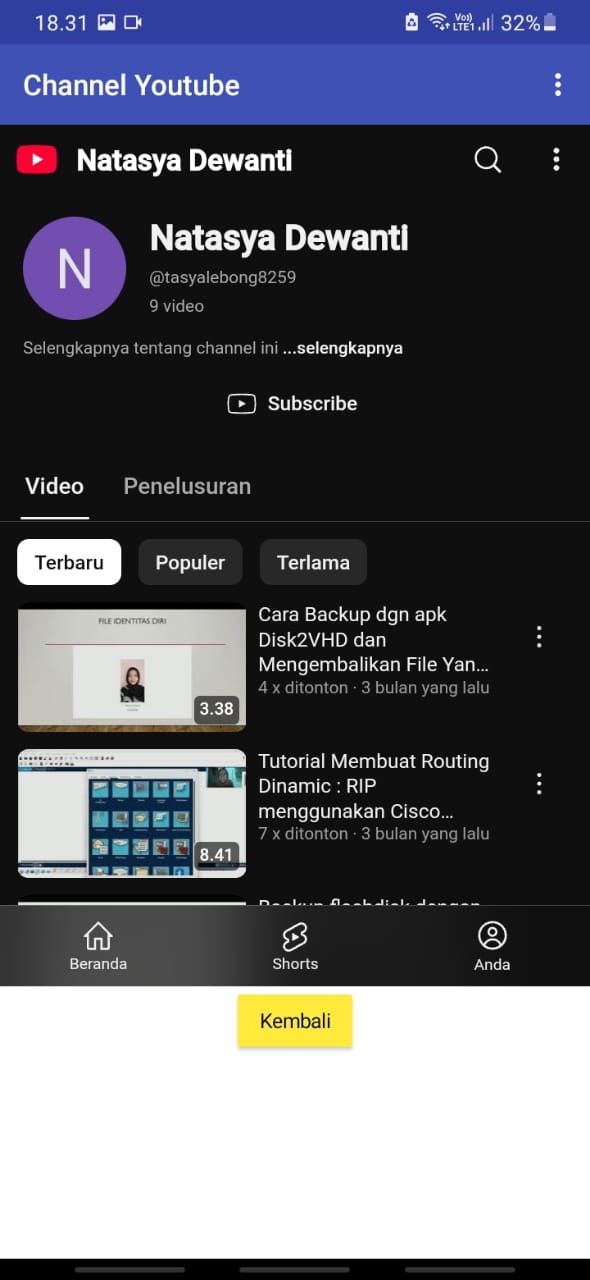 18.31
Vo))
LTE1
32%
Channel Youtube
Natasya Dewanti
N
Natasya Dewanti
@tasyalebong8259
9 video
Selengkapnya tentang channel ini ...selengkapnya
Subscribe
Video
Penelusuran
Terbaru
Populer
Terlama
FILE IDENTITAS DIRI
3.38
Cara Backup dgn apk
Disk2VHD dan
Mengembalikan File Yan...
4 x ditonton · 3 bulan yang lalu
8.41
Tutorial Membuat Routing
Dinamic : RIP
menggunakan Cisco...
7 x ditonton · 3 bulan yang lalu
Backup flashdisk dengan
Beranda
Shorts
Anda
Kembali